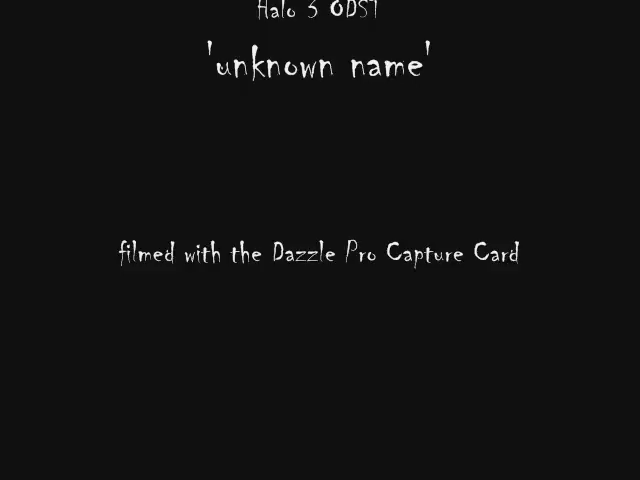 Halo 3 ODST
'unknown name'
filmed with the Dazzle Pro Capture Card